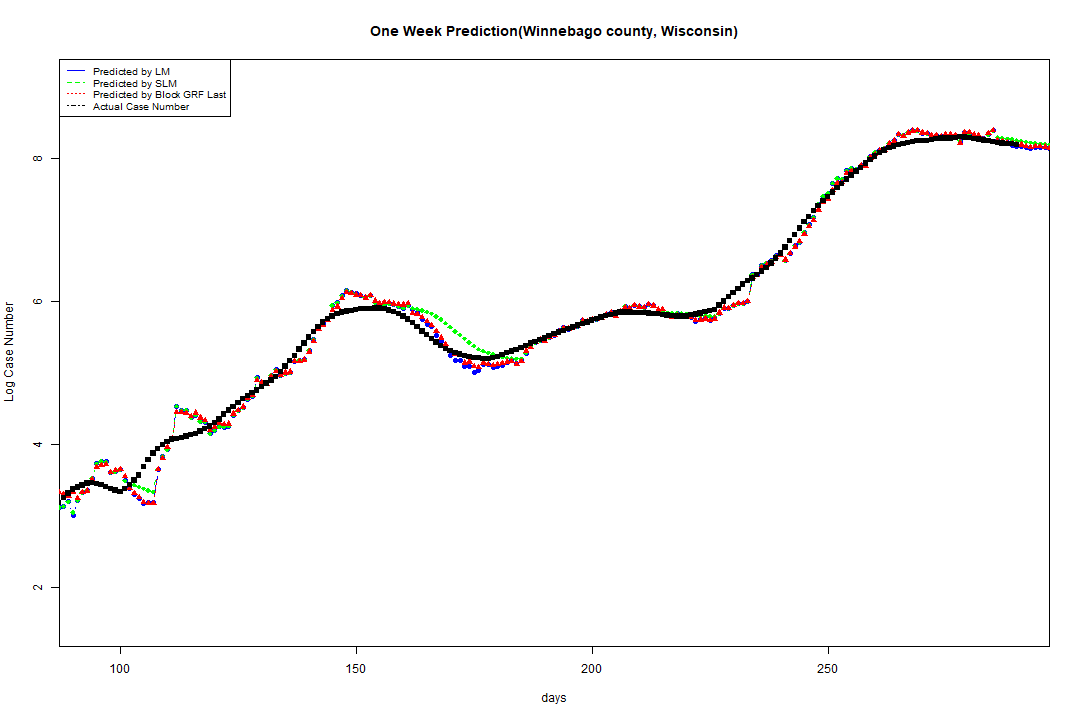 One Week Prediction(Winnebago county, Wisconsin)
Predicted by LM
Predicted by SLM
Predicted by Block GRF Last
Actual Case Number
8
6
4
2
Log Case Number
100
150
200
250
days